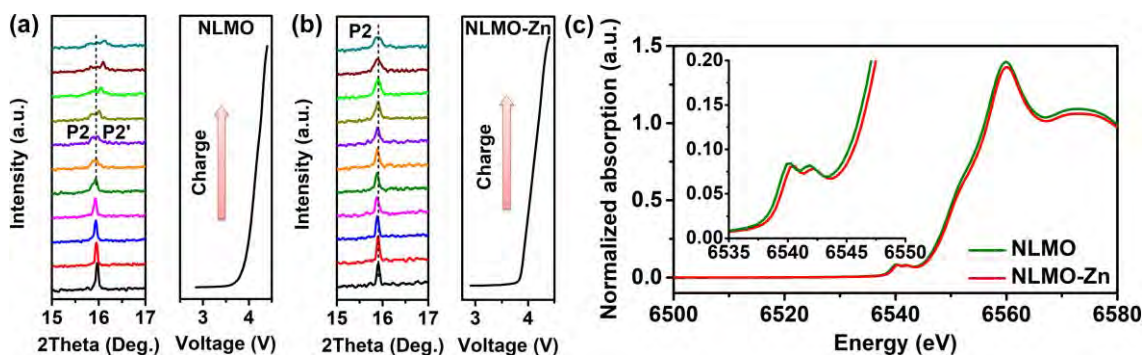 (a)
NLMO
P2 P2'
Charge
Intensity (a.u.)
15 16 17
2Theta (Deg.)
3 4
Voltage (V)
(b)
P2
NLMO-Zn
Charge
Intensity (a.u.)
15 16 17
2Theta (Deg.)
3 4
Voltage (V)
(c)
Normalized absorption (a.u.)
1.5
1.0
0.5
0.0
0.20
0.15
0.10
0.05
0.00
6535 6540 6545 6550
NLMO
NLMO-Zn
6500 6520 6540 6560 6580
Energy (eV)